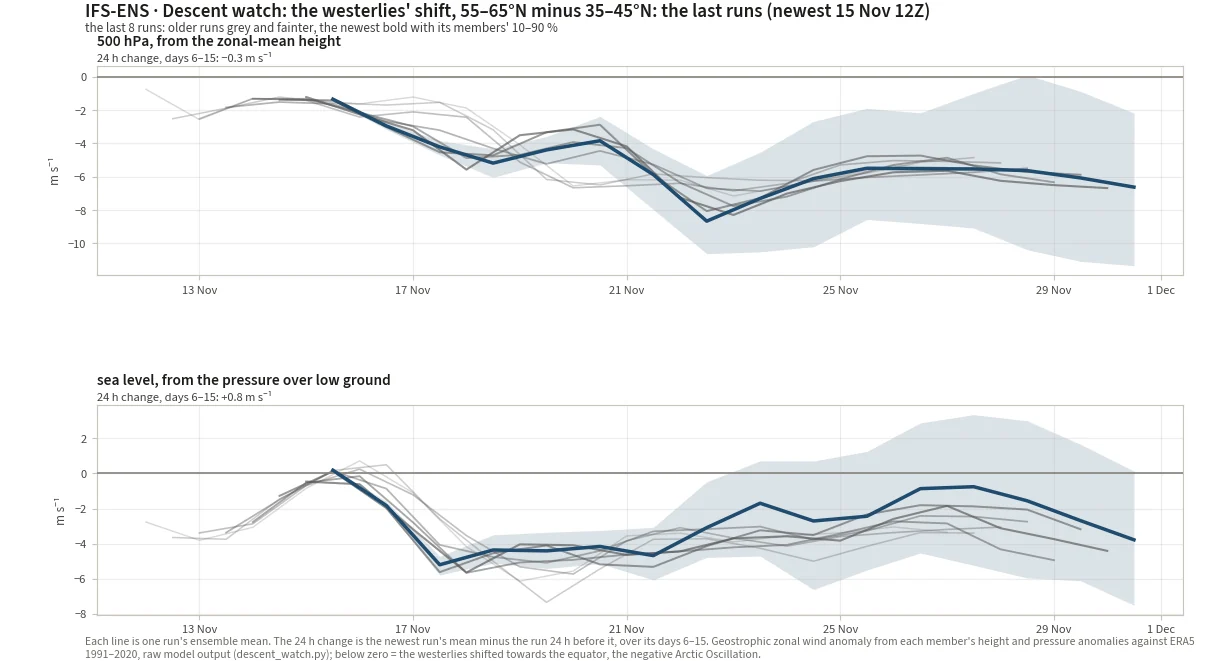 IFS-ENS · Descent watch: the westerlies' shift, 55–65°N minus 35–45°N: the last runs (newest 15 Nov 12Z)
the last 8 runs: older runs grey and fainter, the newest bold with its members' 10–90 %
500 hPa, from the zonal-mean height
24 h change, days 6–15: −0.3 m s⁻¹
0
−2
−4
−6
−8
−10
m s⁻¹
13 Nov
17 Nov
21 Nov
25 Nov
29 Nov
1 Dec
sea level, from the pressure over low ground
24 h change, days 6–15: +0.8 m s⁻¹
2
0
−2
−4
−6
−8
m s⁻¹
13 Nov
17 Nov
21 Nov
25 Nov
29 Nov
1 Dec
Each line is one run's ensemble mean. The 24 h change is the newest run's mean minus the run 24 h before it, over its days 6–15. Geostrophic zonal wind anomaly from each member's height and pressure anomalies against ERA5
1991–2020, raw model output (descent_watch.py); below zero = the westerlies shifted towards the equator, the negative Arctic Oscillation.